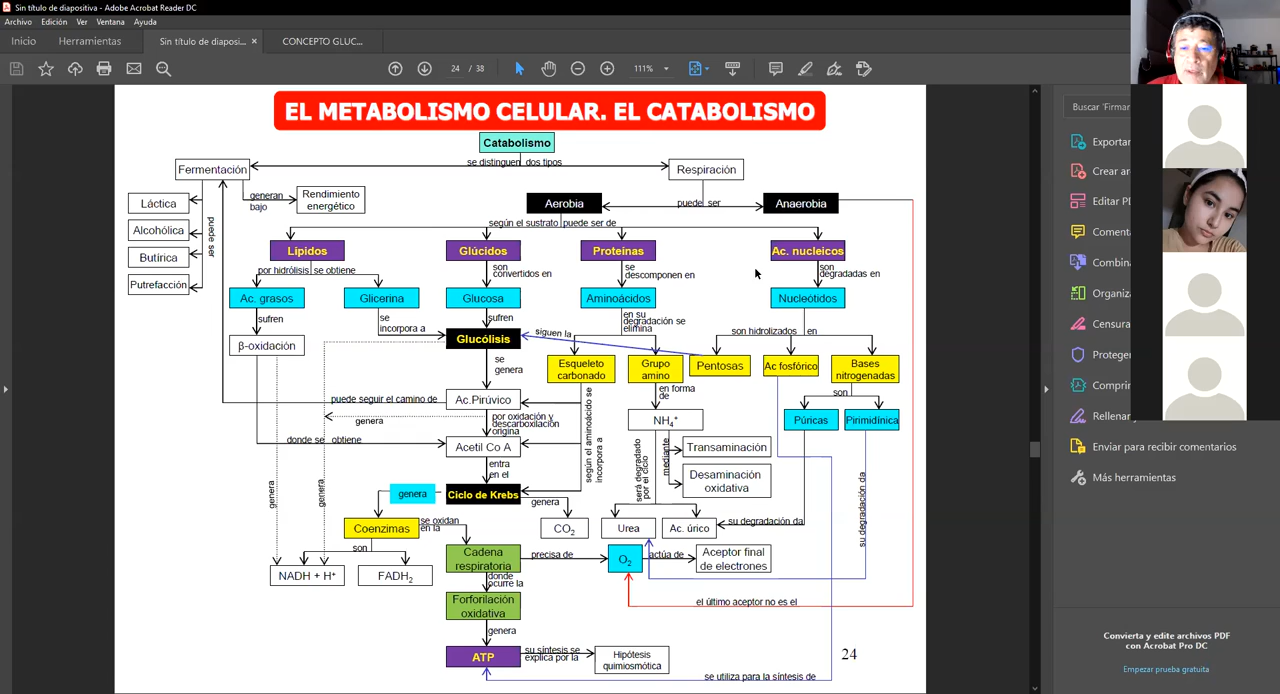 Sin título de diapositiva - Adobe Acrobat Reader DC
Archivo Edición Ver Ventana Ayuda
Inicio Herramientas Sin título de diaposi... × CONCEPTO GLUC...
24 / 38 111%
EL METABOLISMO CELULAR. EL CATABOLISMO
Catabolismo
se distinguen dos tipos
Fermentación
Respiración
generan
bajo
Rendimiento
energético
Láctica
Alcohólica
Butírica
Putrefacción
puede ser
Aerobia
puede ser
Anaerobia
según el sustrato puede ser de
Lípidos
Glúcidos
Proteínas
Ac. nucleicos
por hidrólisis se obtiene
son
convertidos en
se
descomponen en
son
degradadas en
Ac. grasos
Glicerina
Glucosa
Aminoácidos
Nucleótidos
sufren
se
incorpora a
sufren
en su
degradación se
elimina
son hidrolizados en
β-oxidación
Glucólisis
siguen la
Esqueleto
carbonado
Grupo
amino
Pentosas
Ac fosfórico
Bases
nitrogenadas
se
genera
en forma
de
son
puede seguir el camino de
Ac.Pirúvico
genera
por oxidación y
descarboxilación
origina
NH₄⁺
Púricas
Pirimidínica
donde se obtiene
Acetil Co A
según el aminoácido se
incorpora a
será degradado
por el ciclo
mediante
Transaminación
Desaminación
oxidativa
entra
en el
genera
genera
genera
Ciclo de Krebs
genera
CO₂
Urea
Ac. úrico
su degradación da
su degradación da
Coenzimas
se oxidan
en la
son
NADH + H⁺
FADH₂
Cadena
respiratoria
precisa de
O₂
actúa de
Aceptor final
de electrones
donde
ocurre la
Forforilación
oxidativa
el último aceptor no es el
genera
ATP
su síntesis se
explica por la
Hipótesis
quimiosmótica
24
se utiliza para la síntesis de
Buscar 'Firmar
Exportar
Crear ar
Editar PD
Comenta
Combina
Organiz
Censura
Proteger
Comprin
Rellenar
Enviar para recibir comentarios
Más herramientas
Convierta y edite archivos PDF
con Acrobat Pro DC
Empezar prueba gratuita